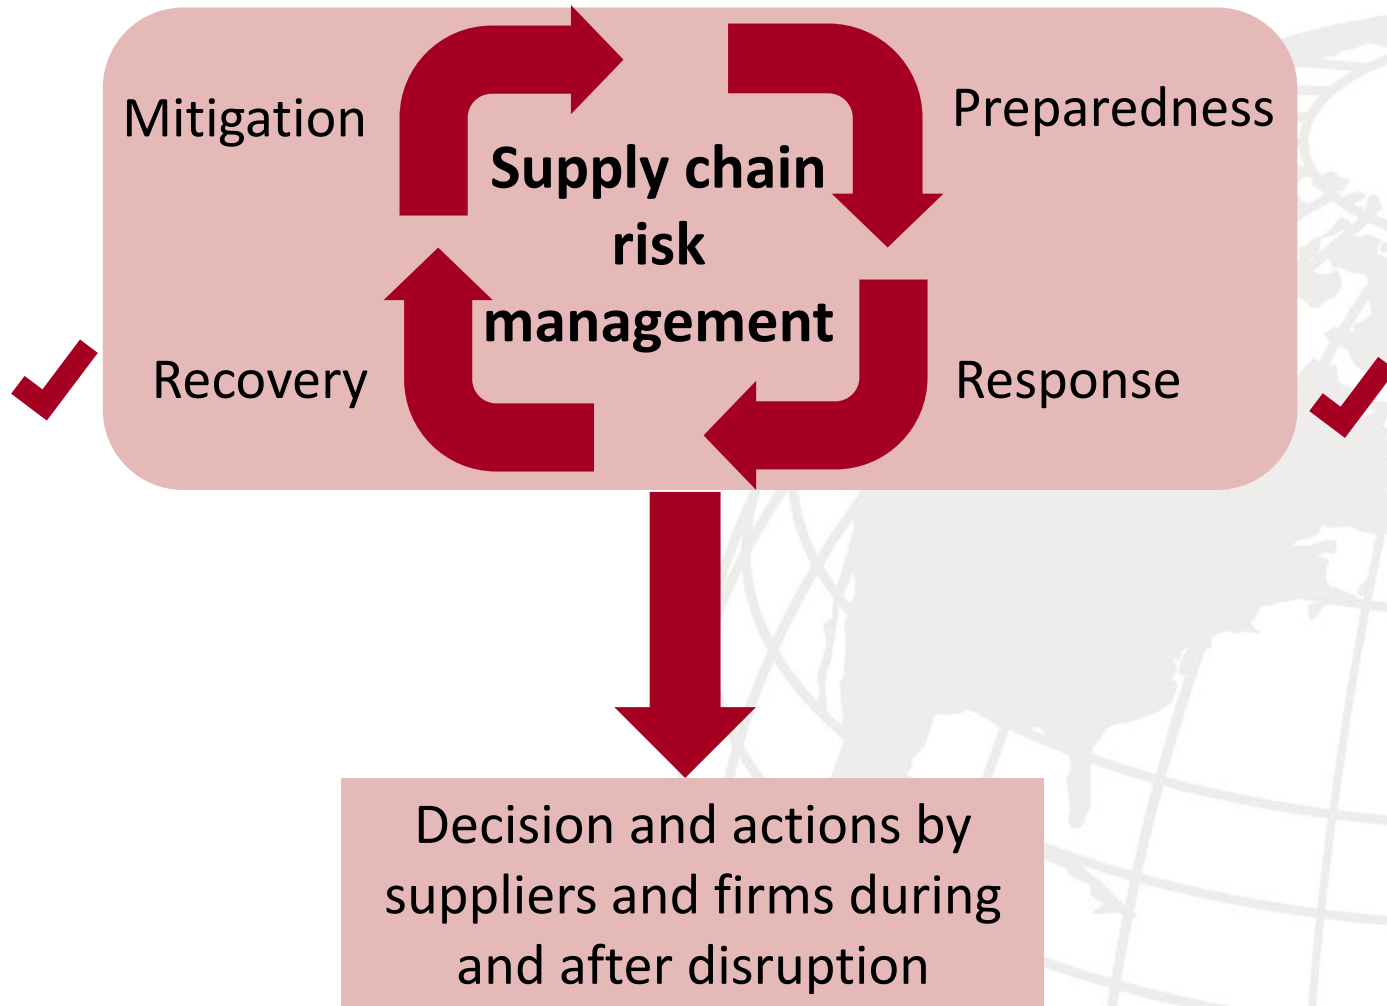 Mitigation
Preparedness
Supply chain
risk
management
Recovery
Response
Decision and actions by
suppliers and firms during
and after disruption